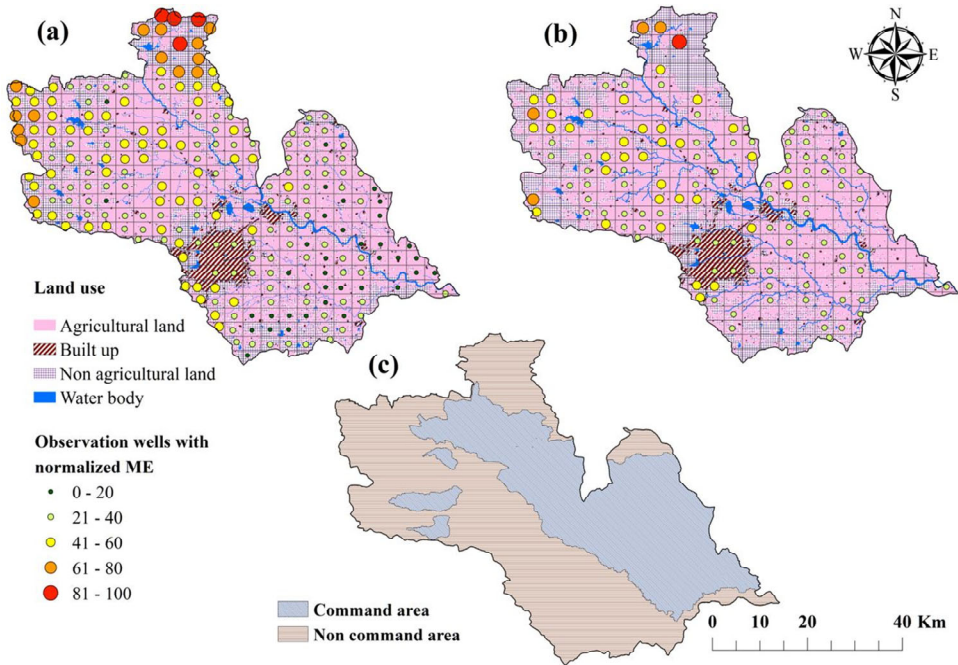 (a)
(b)
N
W E
S
Land use
Agricultural land
Built up
Non agricultural land
Water body
Observation wells with
normalized ME
0 - 20
21 - 40
41 - 60
61 - 80
81 - 100
(c)
Command area
Non command area
0 10 20 40 Km